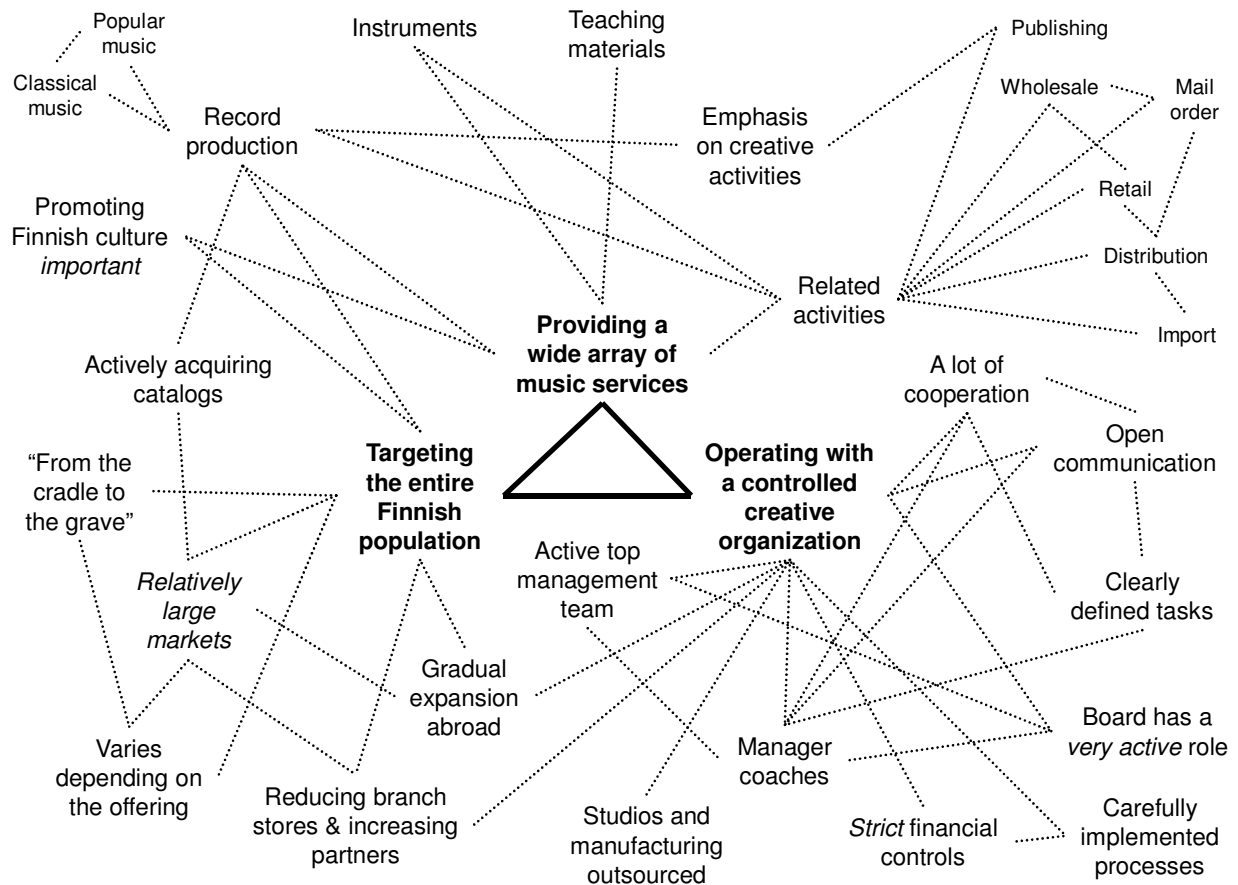 Popular
music
Classical
music
Instruments
Teaching
materials
Publishing
Wholesale
Mail
order
Record
production
Emphasis
on creative
activities
Retail
Promoting
Finnish culture
important
Distribution
Related
activities
Import
Providing a
wide array of
music services
Actively acquiring
catalogs
A lot of
cooperation
Targeting
the entire
Finnish
population
Operating with
a controlled
creative
organization
Open
communication
“From the
cradle to
the grave”
Active top
management
team
Relatively
large
markets
Clearly
defined tasks
Gradual
expansion
abroad
Board has a
very active role
Varies
depending on
the offering
Manager
coaches
Reducing branch
stores & increasing
partners
Studios and
manufacturing
outsourced
Strict financial
controls
Carefully
implemented
processes